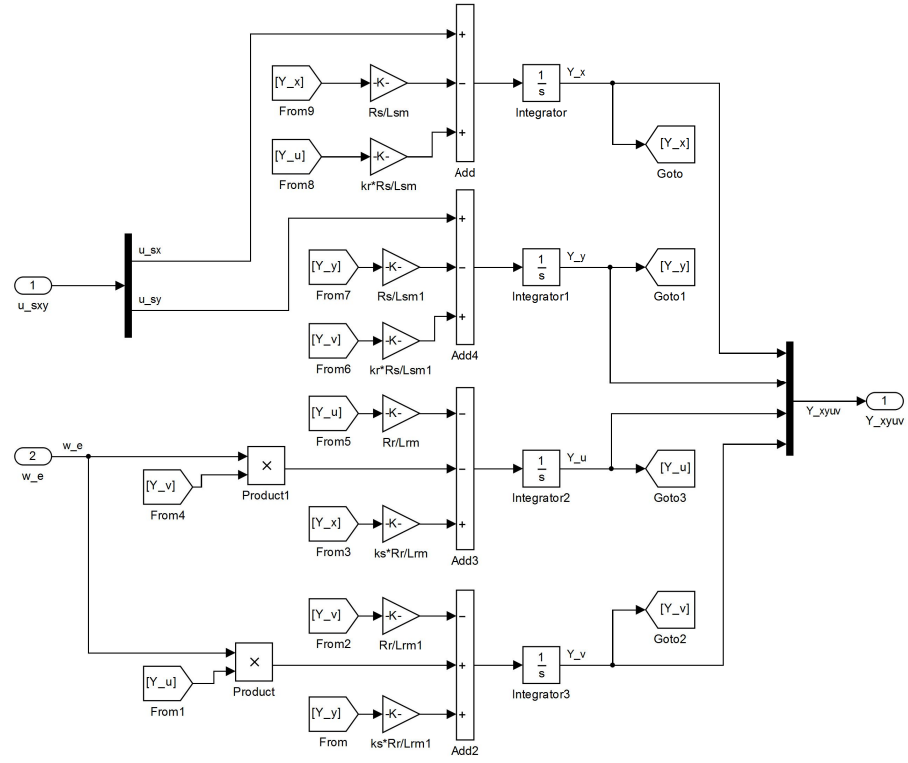 +
[Y_x]
From9
-K-
Rs/Lsm
−
[Y_u]
From8
-K-
kr*Rs/Lsm
+
Add
1
s
Integrator
Y_x
[Y_x]
Goto
1
u_sxy
u_sx
u_sy
+
[Y_y]
From7
-K-
Rs/Lsm1
−
[Y_v]
From6
-K-
kr*Rs/Lsm1
+
Add4
1
s
Integrator1
Y_y
[Y_y]
Goto1
[Y_u]
From5
-K-
Rr/Lrm
−
2
w_e
w_e
[Y_v]
From4
×
Product1
−
[Y_x]
From3
-K-
ks*Rr/Lrm
+
Add3
1
s
Integrator2
Y_u
[Y_u]
Goto3
Y_xyuv
1
Y_xyuv
[Y_v]
From2
-K-
Rr/Lrm1
−
[Y_u]
From1
×
Product
+
[Y_y]
From
-K-
ks*Rr/Lrm1
+
Add2
1
s
Integrator3
Y_v
[Y_v]
Goto2